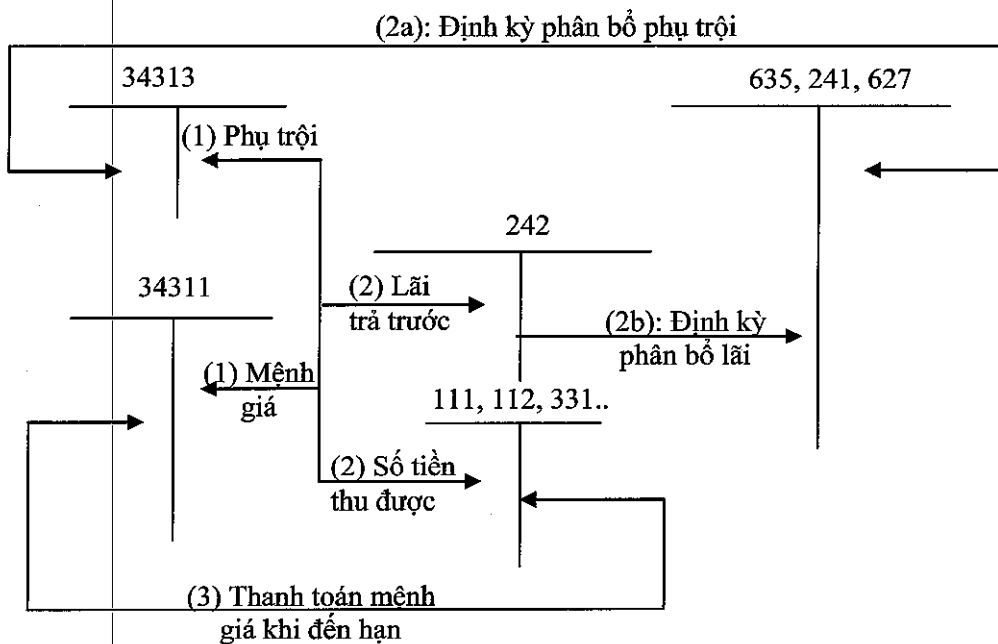 (2a): Định kỳ phân bổ phụ trội
34313
635, 241, 627
(1) Phụ trội
242
34311
(2) Lãi
trả trước
(2b): Định kỳ
phân bổ lãi
(1) Mệnh
giá
111, 112, 331..
(2) Số tiền
thu được
(3) Thanh toán mệnh
giá khi đến hạn